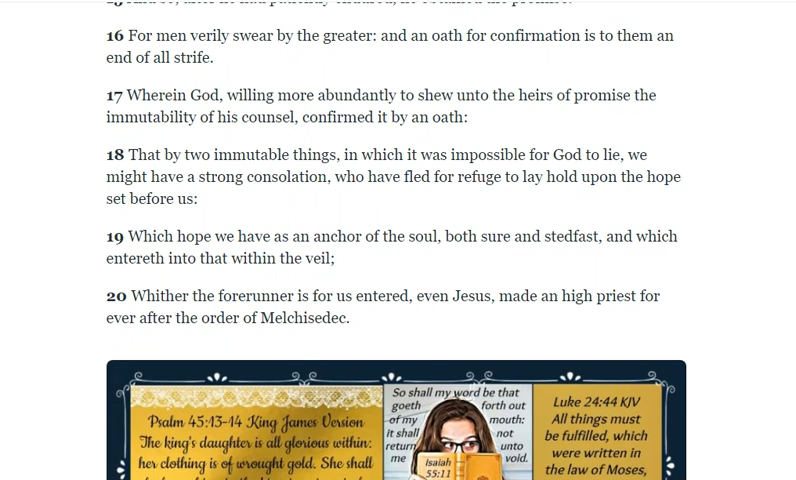 16 For men verily swear by the greater: and an oath for confirmation is to them an
end of all strife.
17 Wherein God, willing more abundantly to shew unto the heirs of promise the
immutability of his counsel, confirmed it by an oath:
18 That by two immutable things, in which it was impossible for God to lie, we
might have a strong consolation, who have fled for refuge to lay hold upon the hope
set before us:
19 Which hope we have as an anchor of the soul, both sure and stedfast, and which
entereth into that within the veil;
20 Whither the forerunner is for us entered, even Jesus, made an high priest for
ever after the order of Melchisedec.
Psalm 45:13-14 King James Version
The king's daughter is all glorious within:
her clothing is of wrought gold. She shall
So shall my word be that
goeth forth out
of my mouth:
it shall not
return unto
me void.
Isaiah
55:11
Luke 24:44 KJV
All things must
be fulfilled, which
were written in
the law of Moses,